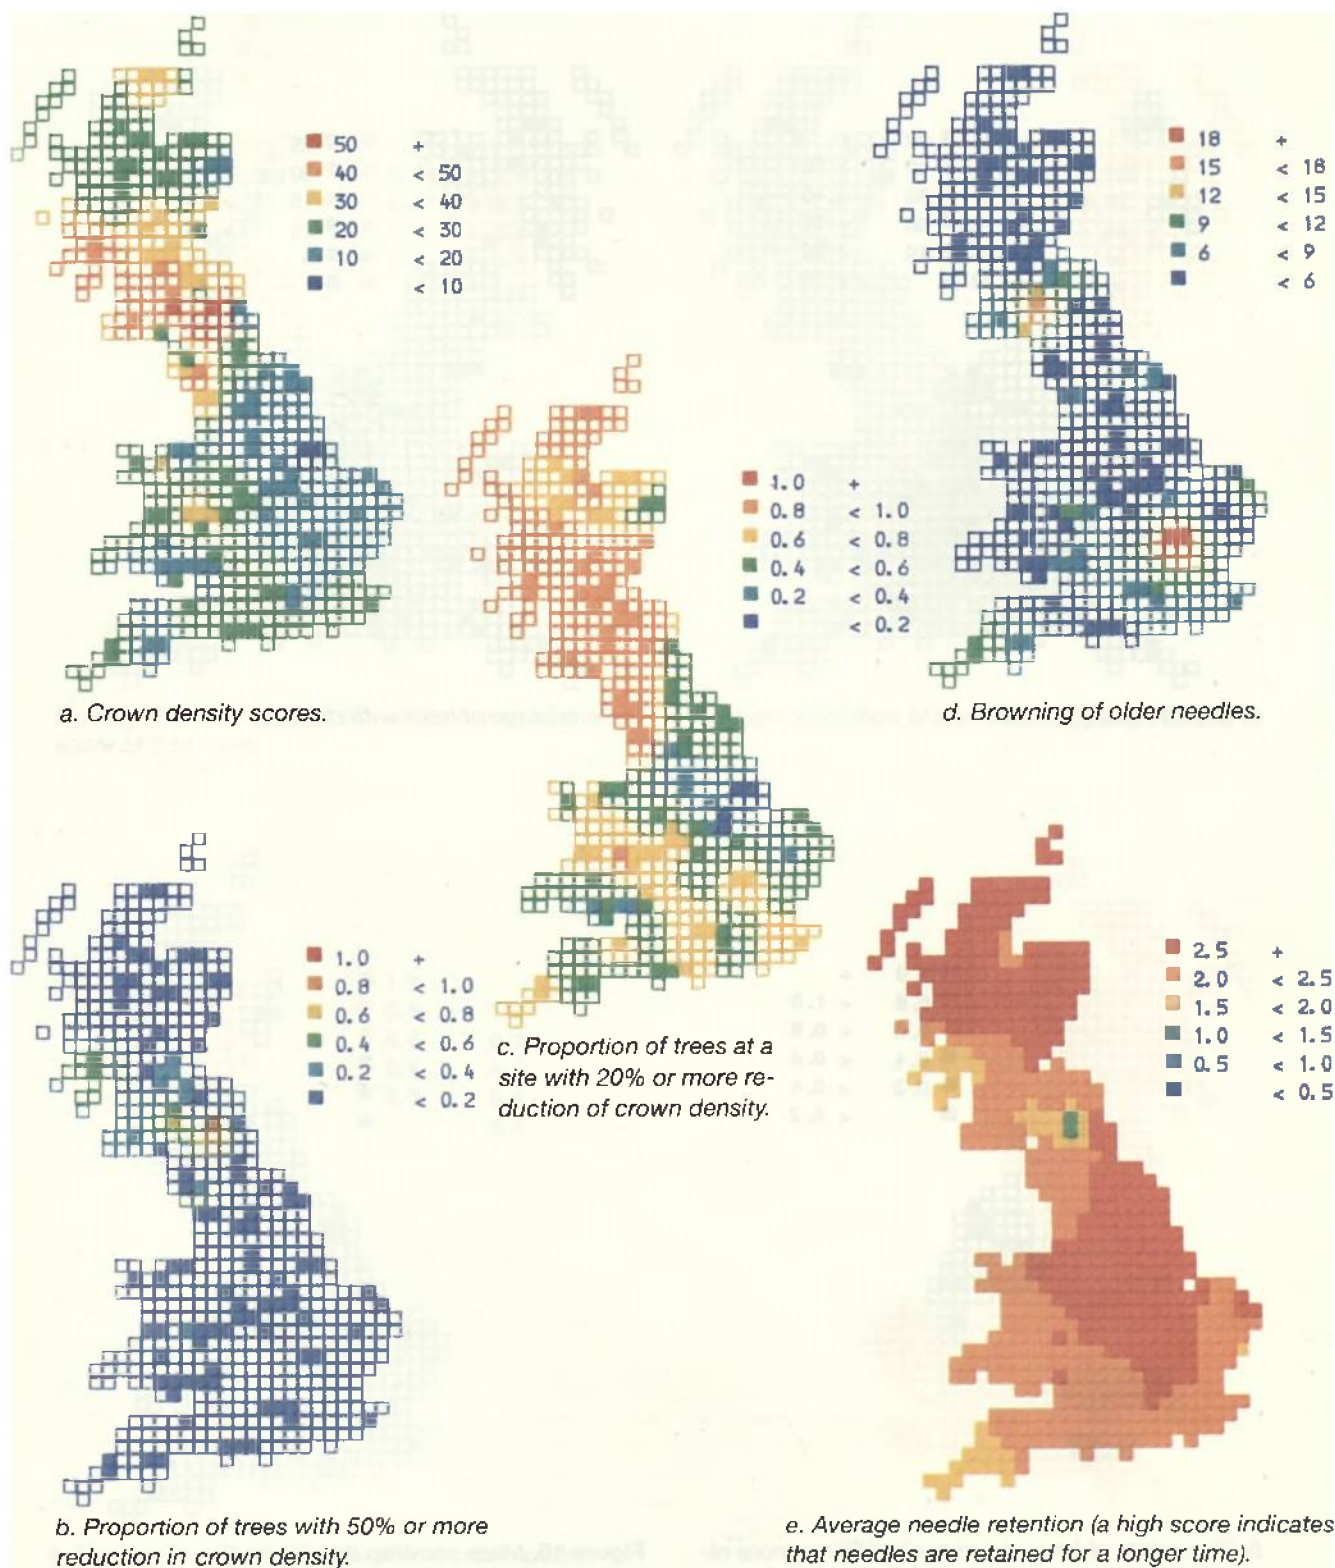 50 +
40 < 50
30 < 40
20 < 30
10 < 20
< 10
a. Crown density scores.
18 +
15 < 18
12 < 15
9 < 12
6 < 9
< 6
d. Browning of older needles.
1.0 +
0.8 < 1.0
0.6 < 0.8
0.4 < 0.6
0.2 < 0.4
< 0.2
c. Proportion of trees at a
site with 20% or more re-
duction of crown density.
1.0 +
0.8 < 1.0
0.6 < 0.8
0.4 < 0.6
0.2 < 0.4
< 0.2
b. Proportion of trees with 50% or more
reduction in crown density.
2.5 +
2.0 < 2.5
1.5 < 2.0
1.0 < 1.5
0.5 < 1.0
< 0.5
e. Average needle retention (a high score indicates
that needles are retained for a longer time).